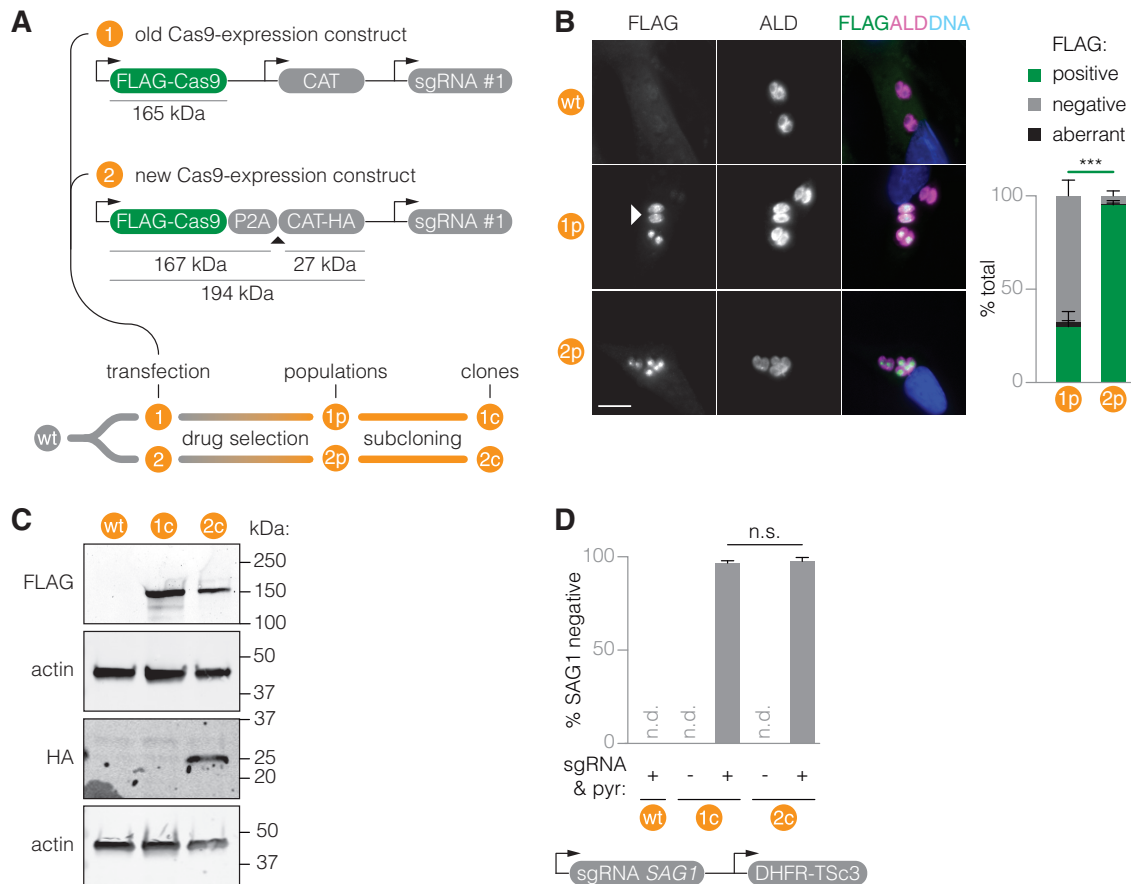 A
1 old Cas9-expression construct
FLAG-Cas9 CAT sgRNA #1
165 kDa
2 new Cas9-expression construct
FLAG-Cas9 P2A CAT-HA sgRNA #1
167 kDa 27 kDa
194 kDa
transfection populations clones
1 1p 1c
wt drug selection subcloning
2 2p 2c
B
FLAG ALD FLAGALDDNA
wt
1p
2p
FLAG:
positive
negative
aberrant
***
% total
100
50
0
1p 2p
C
wt 1c 2c kDa:
FLAG
250
150
100
actin
50
37
HA
37
25
20
actin
50
37
D
n.s.
% SAG1 negative
100
50
0
n.d. n.d. n.d.
sgRNA & pyr: + - + - +
wt 1c 2c
sgRNA SAG1 DHFR-TSc3